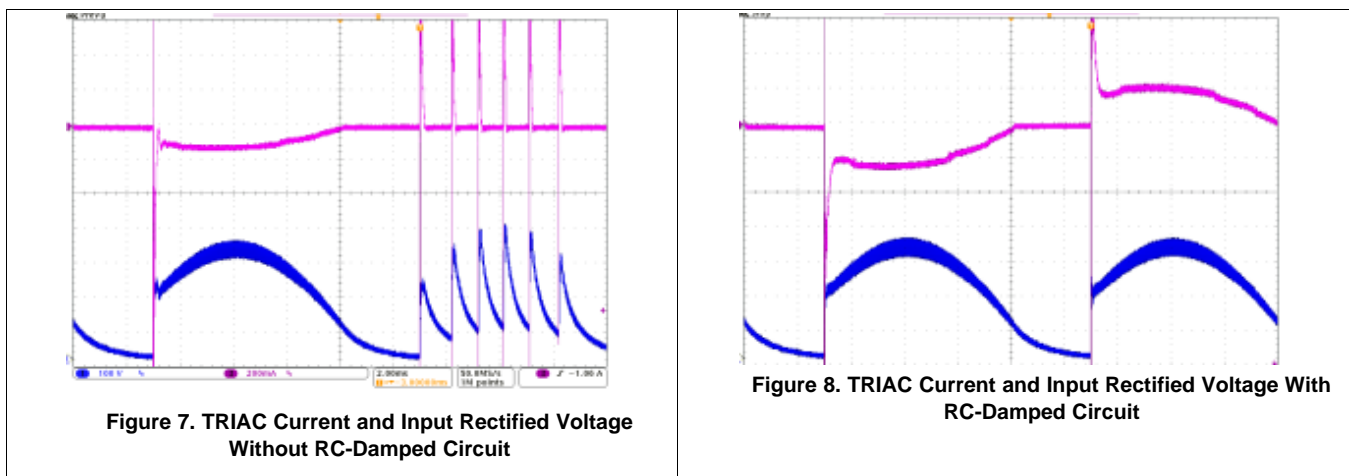 100 V
200mA
2.00ms
50.0MS/s
1M points
-1.00 A
Figure 7. TRIAC Current and Input Rectified Voltage
Without RC-Damped Circuit
Figure 8. TRIAC Current and Input Rectified Voltage With
RC-Damped Circuit